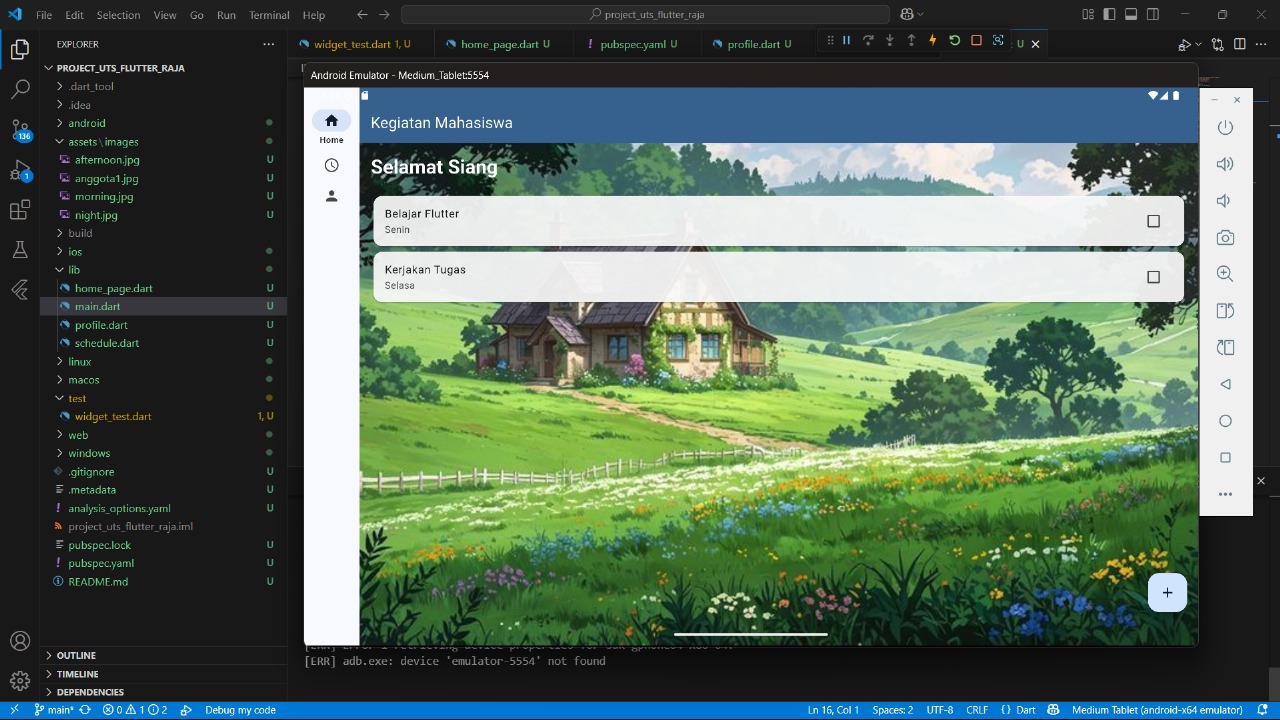 File Edit Selection View Go Run Terminal Help
project_uts_flutter_raja
EXPLORER
widget_test.dart 1, U
home_page.dart U
pubspec.yaml U
profile.dart U
U
PROJECT_UTS_FLUTTER_RAJA
.dart_tool
.idea
android
assets\images
afternoon.jpg U
anggota1.jpg U
morning.jpg U
night.jpg U
build
ios
lib
home_page.dart U
main.dart U
profile.dart U
schedule.dart U
linux
macos
test
widget_test.dart 1, U
web
windows
.gitignore U
.metadata U
analysis_options.yaml U
project_uts_flutter_raja.iml
pubspec.lock U
pubspec.yaml U
README.md U
OUTLINE
TIMELINE
DEPENDENCIES
136
1
Android Emulator - Medium_Tablet:5554
Home
Kegiatan Mahasiswa
Selamat Siang
Belajar Flutter
Senin
Kerjakan Tugas
Selasa
[ERR] adb.exe: device 'emulator-5554' not found
main* 0 1 2 Debug my code Ln 16, Col 1 Spaces: 2 UTF-8 CRLF {} Dart Medium Tablet (android-x64 emulator)